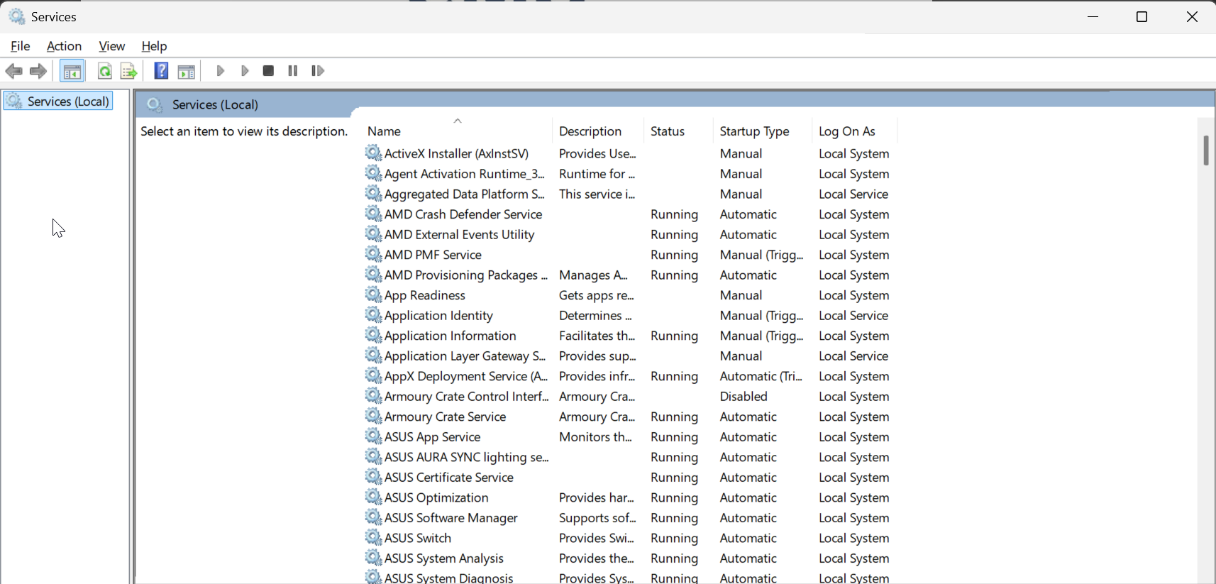 Services
File Action View Help
Services (Local)
Services (Local)
Select an item to view its description.
Name Description Status Startup Type Log On As
ActiveX Installer (AxInstSV) Provides Use... Manual Local System
Agent Activation Runtime_3... Runtime for ... Manual Local System
Aggregated Data Platform S... This service i... Manual Local Service
AMD Crash Defender Service Running Automatic Local System
AMD External Events Utility Running Automatic Local System
AMD PMF Service Running Manual (Trigg... Local System
AMD Provisioning Packages ... Manages A... Running Automatic Local System
App Readiness Gets apps re... Manual Local System
Application Identity Determines ... Manual (Trigg... Local Service
Application Information Facilitates th... Running Manual (Trigg... Local System
Application Layer Gateway S... Provides sup... Manual Local Service
AppX Deployment Service (A... Provides infr... Running Automatic (Tri... Local System
Armoury Crate Control Interf... Armoury Cra... Disabled Local System
Armoury Crate Service Armoury Cra... Running Automatic Local System
ASUS App Service Monitors th... Running Automatic Local System
ASUS AURA SYNC lighting se... Running Automatic Local System
ASUS Certificate Service Running Automatic Local System
ASUS Optimization Provides har... Running Automatic Local System
ASUS Software Manager Supports sof... Running Automatic Local System
ASUS Switch Provides Swi... Running Automatic Local System
ASUS System Analysis Provides the... Running Automatic Local System
ASUS System Diagnosis Provides Sys... Running Automatic Local System